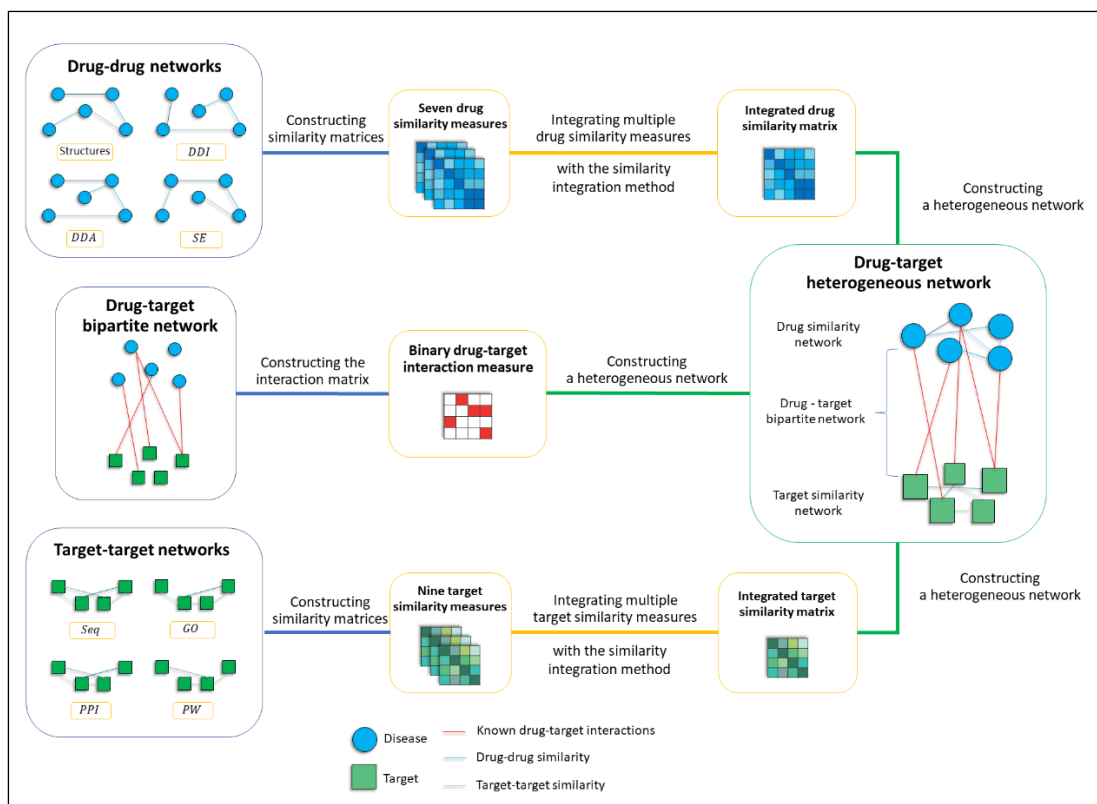 Drug-drug networks
Structures
DDI
DDA
SE
Constructing
similarity matrices
Seven drug
similarity measures
Integrating multiple
drug similarity measures
with the similarity
integration method
Integrated drug
similarity matrix
Constructing
a heterogeneous network
Drug-target
bipartite network
Constructing the
interaction matrix
Binary drug-target
interaction measure
Constructing
a heterogeneous network
Drug-target
heterogeneous network
Drug similarity
network
Drug - target
bipartite network
Target similarity
network
Target-target networks
Seq
GO
PPI
PW
Constructing
similarity matrices
Nine target
similarity measures
Integrating multiple
target similarity measures
with the similarity
integration method
Integrated target
similarity matrix
Constructing
a heterogeneous network
Disease
Target
Known drug-target interactions
Drug-drug similarity
Target-target similarity